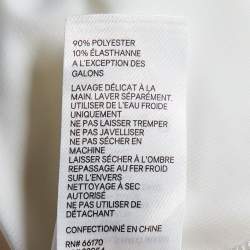 90% POLYESTER
10% ÉLASTHANNE
A L'EXCEPTION DES
GALONS
LAVAGE DÉLICAT À LA
MAIN. LAVER SÉPARÉMENT.
UTILISER DE L'EAU FROIDE
UNIQUEMENT
NE PAS LAISSER TREMPER
NE PAS JAVELLISER
NE PAS SÉCHER EN
MACHINE
LAISSER SÉCHER À L'OMBRE
REPASSAGE AU FER FROID
SUR L'ENVERS
NETTOYAGE À SEC
AUTORISÉ
NE PAS UTILISER DE
DÉTACHANT
CONFECTIONNÉ EN CHINE
RN# 66170